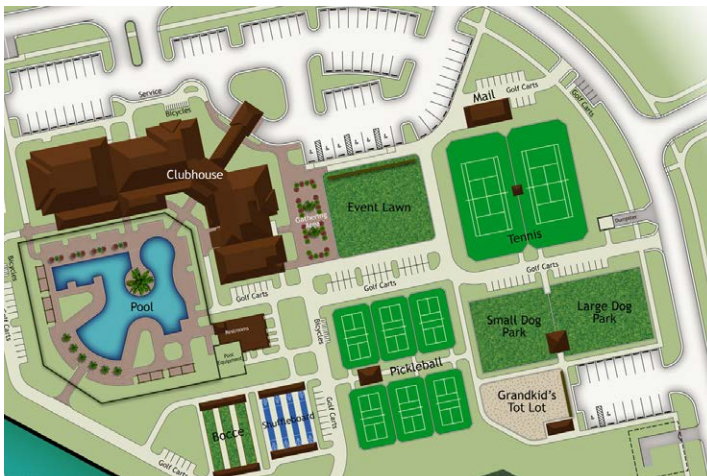 Service
Bicycles
Clubhouse
Gathering
area
Event Lawn
Mail
Golf Carts
Golf Carts
Tennis
Dumpster
Golf Carts
Bicycles
Golf Carts
Pool
Golf Carts
Golf Carts
Restrooms
Pool
Equipment
Bicycles
Small Dog
Park
Large Dog
Park
Pickleball
Grandkid's
Tot Lot
Bocce
Shuffleboard
Golf Carts